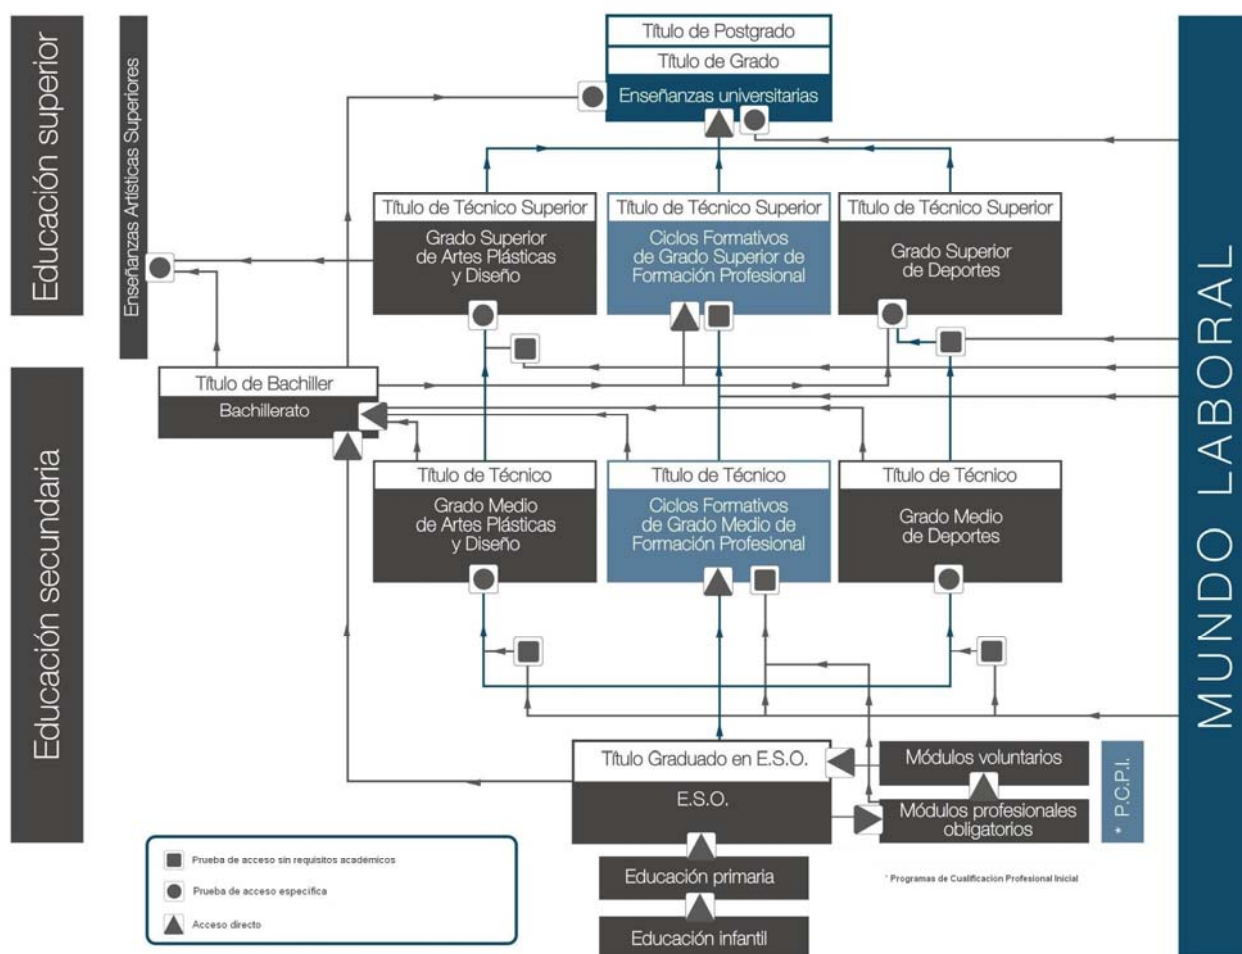 Educación superior
Enseñanzas Artísticas Superiores
Título de Postgrado
Título de Grado
Enseñanzas universitarias
Título de Técnico Superior
Grado Superior
de Artes Plásticas
y Diseño
Título de Técnico Superior
Ciclos Formativos
de Grado Superior de
Formación Profesional
Título de Técnico Superior
Grado Superior
de Deportes
MUNDO LABORAL
Educación secundaria
Título de Bachiller
Bachillerato
Título de Técnico
Grado Medio
de Artes Plásticas
y Diseño
Título de Técnico
Ciclos Formativos
de Grado Medio de
Formación Profesional
Título de Técnico
Grado Medio
de Deportes
Título Graduado en E.S.O.
E.S.O.
Módulos voluntarios
Módulos profesionales
obligatorios
* P.C.P.I.
Educación primaria
Educación infantil
* Programas de Cualificación Profesional Inicial
Prueba de acceso sin requisitos académicos
Prueba de acceso específica
Acceso directo